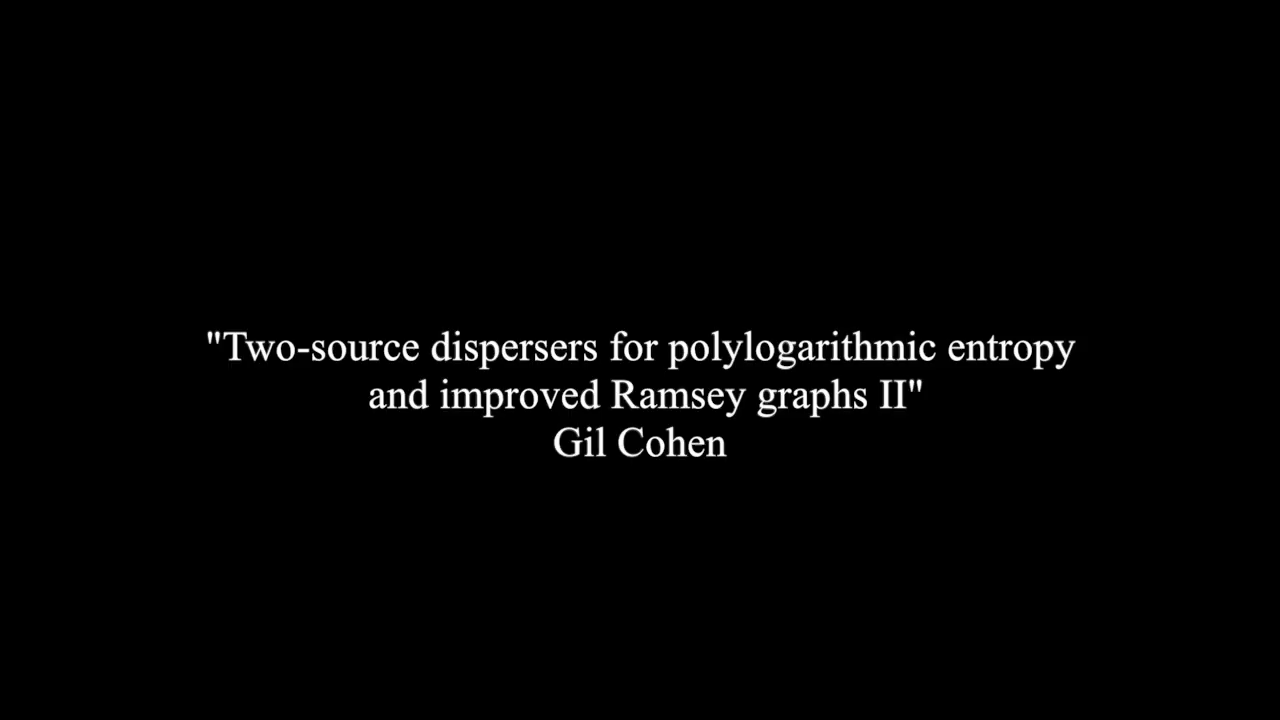 "Two-source dispersers for polylogarithmic entropy
and improved Ramsey graphs II"
Gil Cohen